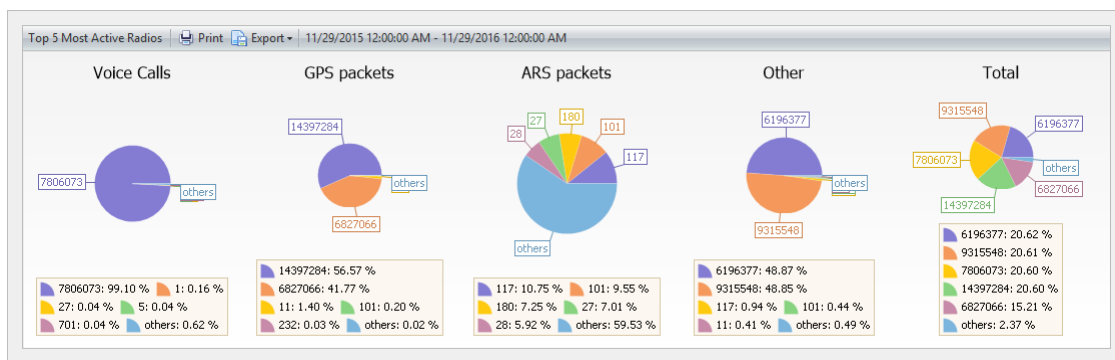 Top 5 Most Active Radios Print Export 11/29/2015 12:00:00 AM - 11/29/2016 12:00:00 AM
Voice Calls
7806073
others
7806073: 99.10 % 1: 0.16 %
27: 0.04 % 5: 0.04 %
701: 0.04 % others: 0.62 %
GPS packets
14397284
others
6827066
14397284: 56.57 %
6827066: 41.77 %
11: 1.40 % 101: 0.20 %
232: 0.03 % others: 0.02 %
ARS packets
180
27
101
28
117
others
117: 10.75 % 101: 9.55 %
180: 7.25 % 27: 7.01 %
28: 5.92 % others: 59.53 %
Other
6196377
others
9315548
6196377: 48.87 %
9315548: 48.85 %
117: 0.94 % 101: 0.44 %
11: 0.41 % others: 0.49 %
Total
9315548
6196377
7806073
others
6827066
14397284
6196377: 20.62 %
9315548: 20.61 %
7806073: 20.60 %
14397284: 20.60 %
6827066: 15.21 %
others: 2.37 %